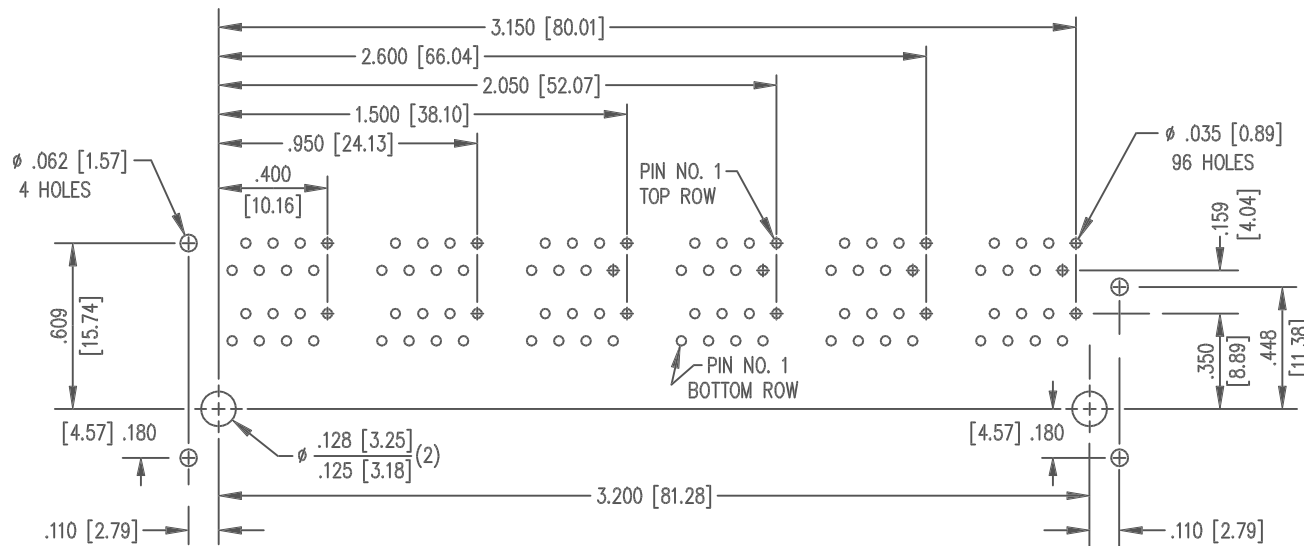 3.150 [80.01]
2.600 [66.04]
2.050 [52.07]
1.500 [38.10]
.950 [24.13]
.400
[10.16]
ø .062 [1.57]
4 HOLES
PIN NO. 1
TOP ROW
ø .035 [0.89]
96 HOLES
.159
[4.04]
.609
[15.74]
.350
[8.89]
.448
[11.38]
PIN NO. 1
BOTTOM ROW
[4.57] .180
ø .128 [3.25]
.125 [3.18]
(2)
[4.57] .180
3.200 [81.28]
.110 [2.79]
.110 [2.79]